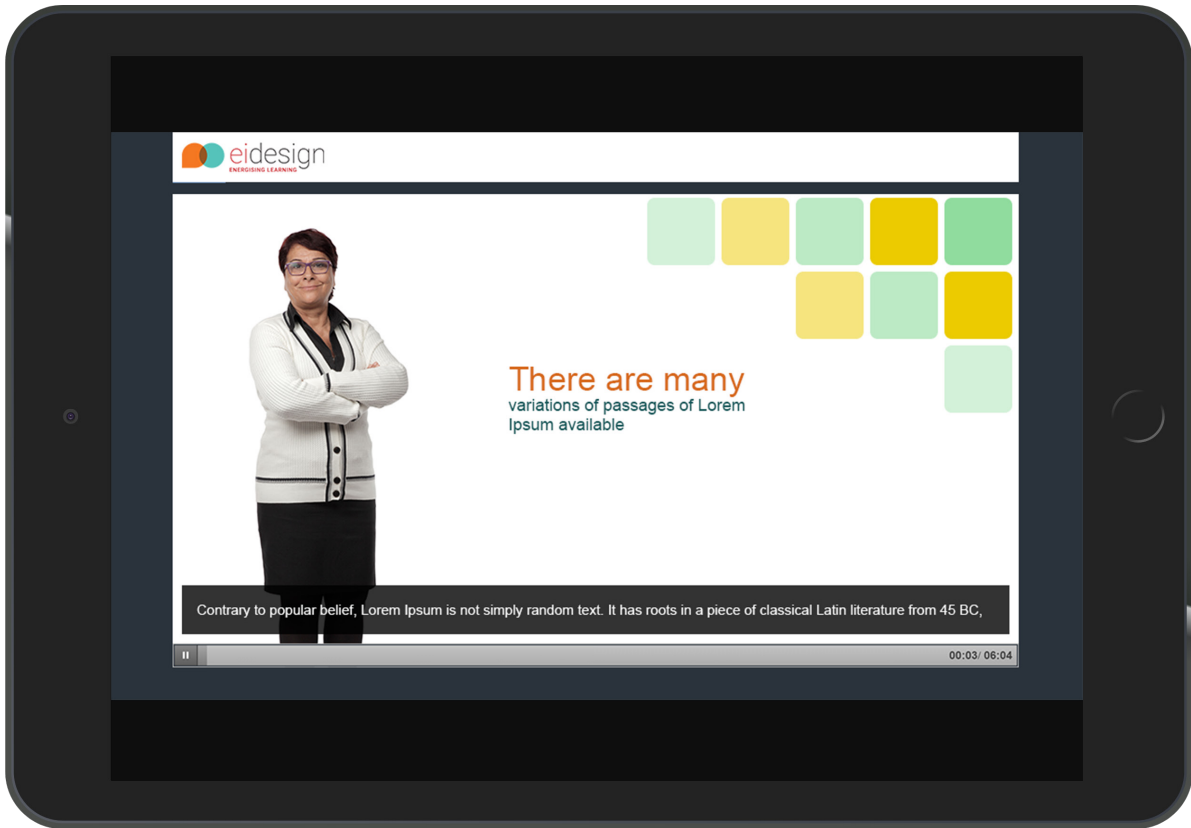 eidesign
ENERGISING LEARNING
There are many
variations of passages of Lorem
Ipsum available
Contrary to popular belief, Lorem Ipsum is not simply random text. It has roots in a piece of classical Latin literature from 45 BC,
00:03/ 06:04